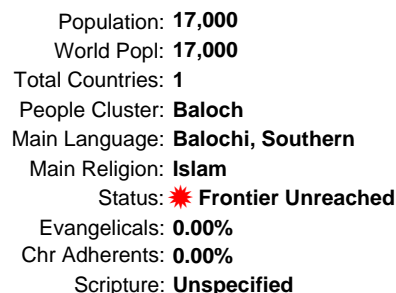 Population: 17,000
World Popl: 17,000
Total Countries: 1
People Cluster: Baloch
Main Language: Balochi, Southern
Main Religion: Islam
Status: Frontier Unreached
Evangelicals: 0.00%
Chr Adherents: 0.00%
Scripture: Unspecified